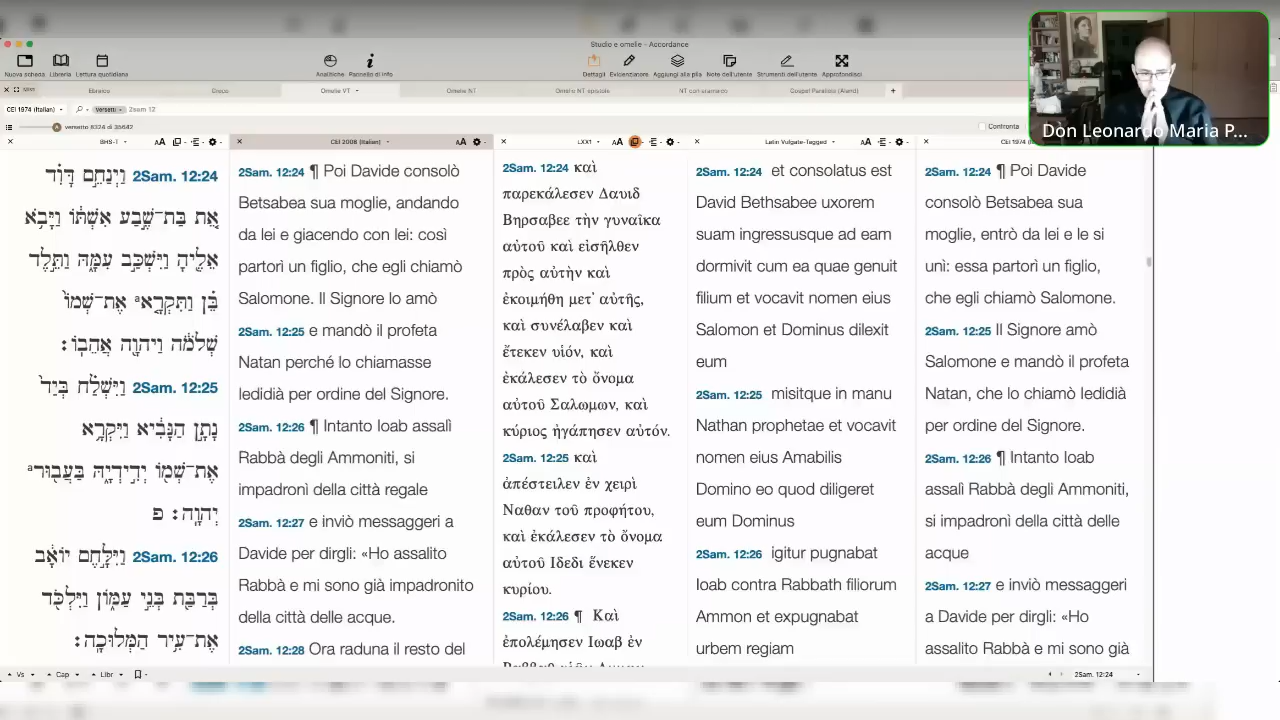 Studio e omelie - Accordance
Nuova scheda
Libreria
Lettura quotidiana
Analitiche
Pannello di info
Dettagli
Evidenziatore
Aggiungi alla pila
Note dell'utente
Strumenti dell'utente
Approfondisci
Ebraico
Greco
Omelie VT
Omelie NT
Omelie NT epistole
NT con lemario
Gospel Parallels (Aland)
CEI 1974 (Italian)
Versetti
2sam 12
versetto 8324 di 35642
Confronta
BHS-T
2Sam. 12:24 וַיְנַחֵ֣ם דָּוִ֗ד
אֵ֚ת בַּת־שֶׁ֣בַע אִשְׁתּ֔וֹ וַיָּבֹ֥א
אֵלֶ֖יהָ וַיִּשְׁכַּ֣ב עִמָּ֑הּ וַתֵּ֣לֶד
בֵּ֗ן וַתִּקְרָ֤אa אֶת־שְׁמוֹ֙
שְׁלֹמֹ֔ה וַיהוָ֖ה אֲהֵבֽוֹ׃
2Sam. 12:25 וַיִּשְׁלַ֗ח בְּיַד֙
נָתָ֣ן הַנָּבִ֔יא וַיִּקְרָ֥א
אֶת־שְׁמ֖וֹ יְדִ֣ידְיָ֑הּ בַּעֲב֖וּרa
יְהוָֽה׃ פ
2Sam. 12:26 וַיִּלָּ֣חֶם יוֹאָ֔ב
בְּרַבַּ֖ת בְּנֵ֣י עַמּ֑וֹן וַיִּלְכֹּ֖ד
אֶת־עִ֥יר הַמְּלוּכָֽה׃
CEI 2008 (Italian)
2Sam. 12:24 ¶ Poi Davide consolò
Betsabea sua moglie, andando
da lei e giacendo con lei: così
partorì un figlio, che egli chiamò
Salomone. Il Signore lo amò
2Sam. 12:25 e mandò il profeta
Natan perché lo chiamasse
Iedidià per ordine del Signore.
2Sam. 12:26 ¶ Intanto Ioab assalì
Rabbà degli Ammoniti, si
impadronì della città regale
2Sam. 12:27 e inviò messaggeri a
Davide per dirgli: «Ho assalito
Rabbà e mi sono già impadronito
della città delle acque.
2Sam. 12:28 Ora raduna il resto del
LXX1
2Sam. 12:24 καὶ
παρεκάλεσεν Δαυιδ
Βηρσαβεε τὴν γυναῖκα
αὐτοῦ καὶ εἰσῆλθεν
πρὸς αὐτὴν καὶ
ἐκοιμήθη μετ᾽ αὐτῆς,
καὶ συνέλαβεν καὶ
ἔτεκεν υἱόν, καὶ
ἐκάλεσεν τὸ ὄνομα
αὐτοῦ Σαλωμων, καὶ
κύριος ἠγάπησεν αὐτόν.
2Sam. 12:25 καὶ
ἀπέστειλεν ἐν χειρὶ
Ναθαν τοῦ προφήτου,
καὶ ἐκάλεσεν τὸ ὄνομα
αὐτοῦ Ιδεδι ἕνεκεν
κυρίου.
2Sam. 12:26 ¶ Καὶ
ἐπολέμησεν Ιωαβ ἐν
Latin Vulgate-Tagged
2Sam. 12:24 et consolatus est
David Bethsabee uxorem
suam ingressusque ad eam
dormivit cum ea quae genuit
filium et vocavit nomen eius
Salomon et Dominus dilexit
eum
2Sam. 12:25 misitque in manu
Nathan prophetae et vocavit
nomen eius Amabilis
Domino eo quod diligeret
eum Dominus
2Sam. 12:26 igitur pugnabat
Ioab contra Rabbath filiorum
Ammon et expugnabat
urbem regiam
CEI 1974
2Sam. 12:24 ¶ Poi Davide
consolò Betsabea sua
moglie, entrò da lei e le si
unì: essa partorì un figlio,
che egli chiamò Salomone.
2Sam. 12:25 Il Signore amò
Salomone e mandò il profeta
Natan, che lo chiamò Iedidià
per ordine del Signore.
2Sam. 12:26 ¶ Intanto Ioab
assalì Rabbà degli Ammoniti,
si impadronì della città delle
acque
2Sam. 12:27 e inviò messaggeri
a Davide per dirgli: «Ho
assalito Rabbà e mi sono già
Vs
Cap
Libr
2Sam. 12:24
Don Leonardo Maria P...